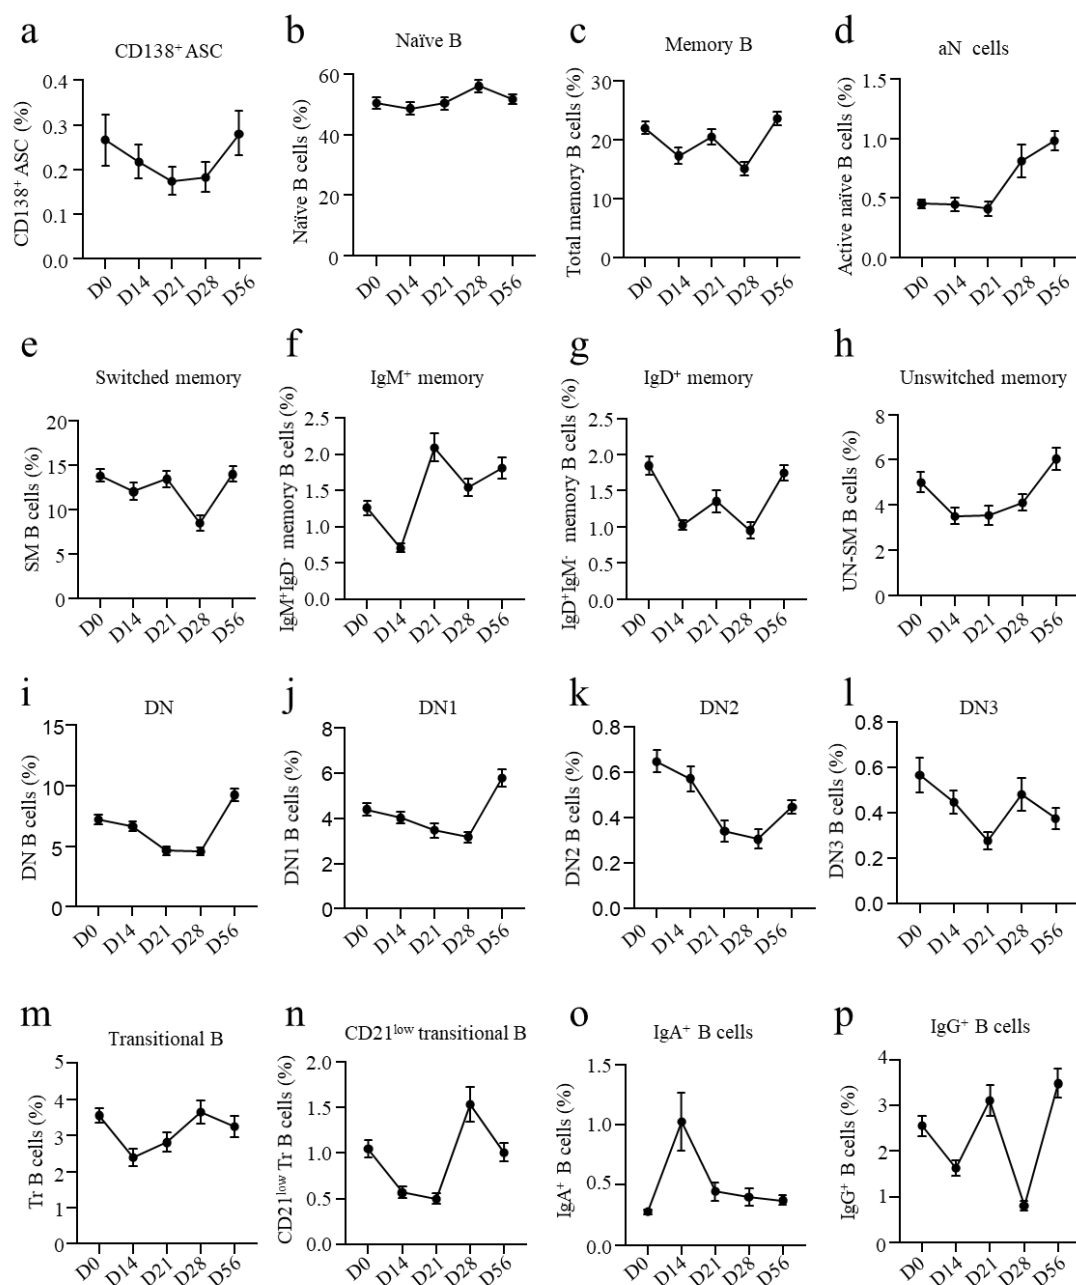 a
CD138⁺ ASC
CD138⁺ ASC (%)
0.4
0.3
0.2
0.1
0.0
D0 D14 D21 D28 D56
b
Naïve B
Naïve B cells (%)
60
40
20
0
D0 D14 D21 D28 D56
c
Memory B
Total memory B cells (%)
30
20
10
0
D0 D14 D21 D28 D56
d
aN cells
Active naïve B cells (%)
1.5
1.0
0.5
0.0
D0 D14 D21 D28 D56
e
Switched memory
SM B cells (%)
20
15
10
5
0
D0 D14 D21 D28 D56
f
IgM⁺ memory
IgM⁺IgD⁻ memory B cells (%)
2.5
2.0
1.5
1.0
0.5
0.0
D0 D14 D21 D28 D56
g
IgD⁺ memory
IgD⁺IgM⁻ memory B cells (%)
2.5
2.0
1.5
1.0
0.5
0.0
D0 D14 D21 D28 D56
h
Unswitched memory
UN-SM B cells (%)
8
6
4
2
0
D0 D14 D21 D28 D56
i
DN
DN B cells (%)
15
10
5
0
D0 D14 D21 D28 D56
j
DN1
DN1 B cells (%)
8
6
4
2
0
D0 D14 D21 D28 D56
k
DN2
DN2 B cells (%)
0.8
0.6
0.4
0.2
0.0
D0 D14 D21 D28 D56
l
DN3
DN3 B cells (%)
0.8
0.6
0.4
0.2
0.0
D0 D14 D21 D28 D56
m
Transitional B
Tr B cells (%)
5
4
3
2
1
0
D0 D14 D21 D28 D56
n
CD21ˡᵒʷ transitional B
CD21ˡᵒʷ Tr B cells (%)
2.0
1.5
1.0
0.5
0.0
D0 D14 D21 D28 D56
o
IgA⁺ B cells
IgA⁺ B cells (%)
1.5
1.0
0.5
0.0
D0 D14 D21 D28 D56
p
IgG⁺ B cells
IgG⁺ B cells (%)
4
3
2
1
0
D0 D14 D21 D28 D56